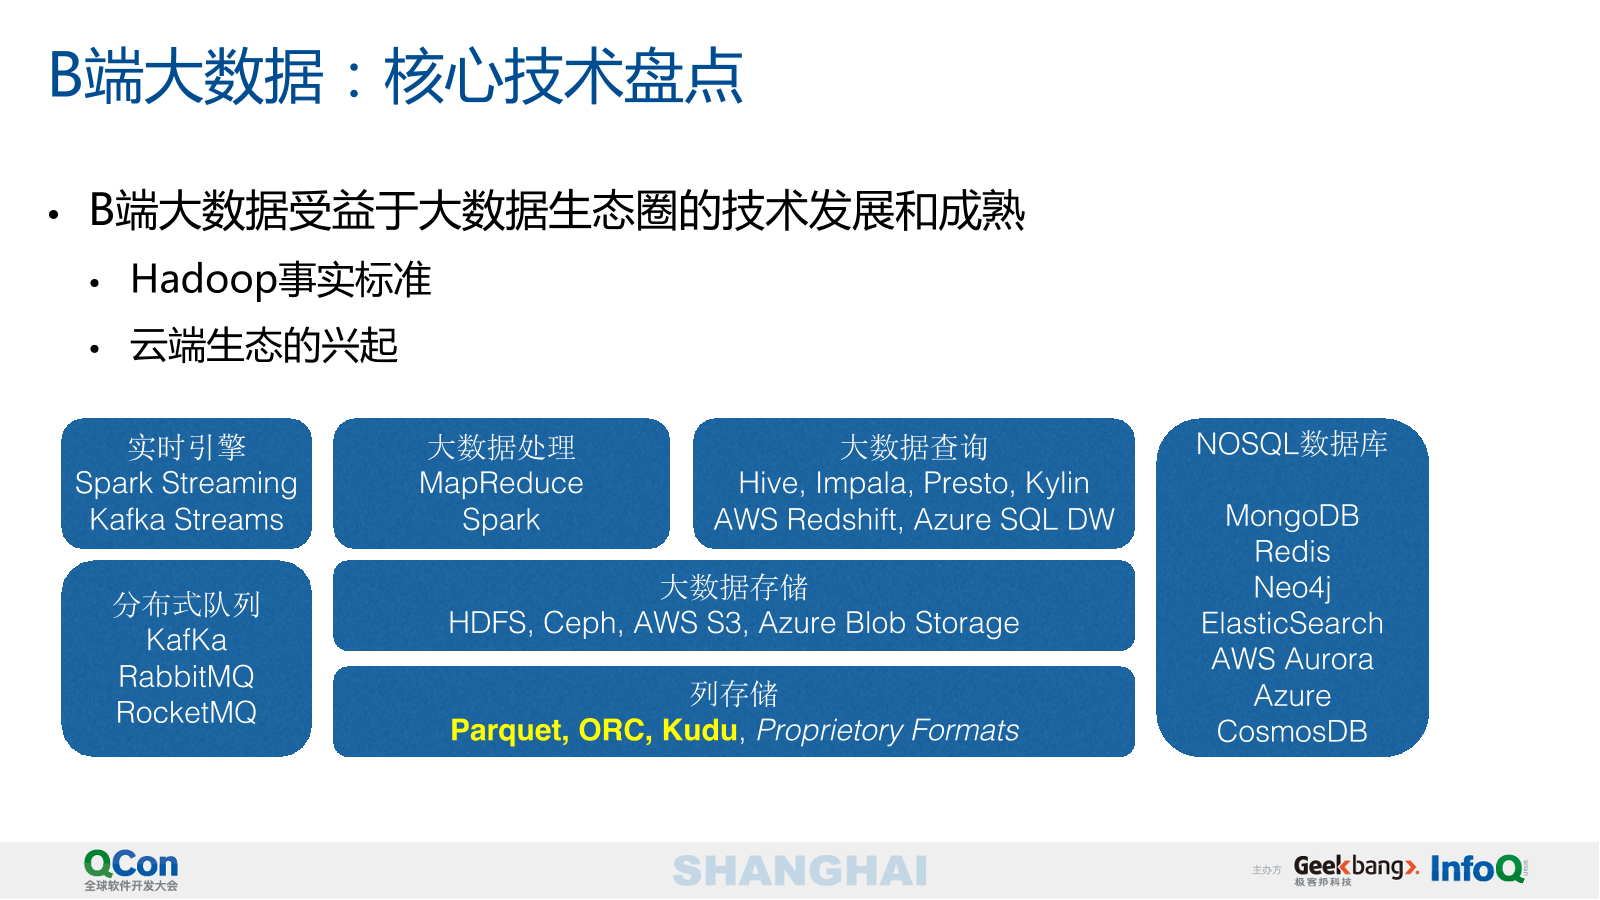 B端大数据：核心技术盘点
• B端大数据受益于大数据生态圈的技术发展和成熟
• Hadoop事实标准
• 云端生态的兴起
实时引擎
Spark Streaming
Kafka Streams
大数据处理
MapReduce
Spark
大数据查询
Hive, Impala, Presto, Kylin
AWS Redshift, Azure SQL DW
NOSQL数据库
MongoDB
Redis
Neo4j
ElasticSearch
AWS Aurora
Azure
CosmosDB
分布式队列
KafKa
RabbitMQ
RocketMQ
大数据存储
HDFS, Ceph, AWS S3, Azure Blob Storage
列存储
Parquet, ORC, Kudu, Proprietory Formats
QCon
全球软件开发大会
SHANGHAI
主办方
Geekbang>.
极客邦科技
InfoQ